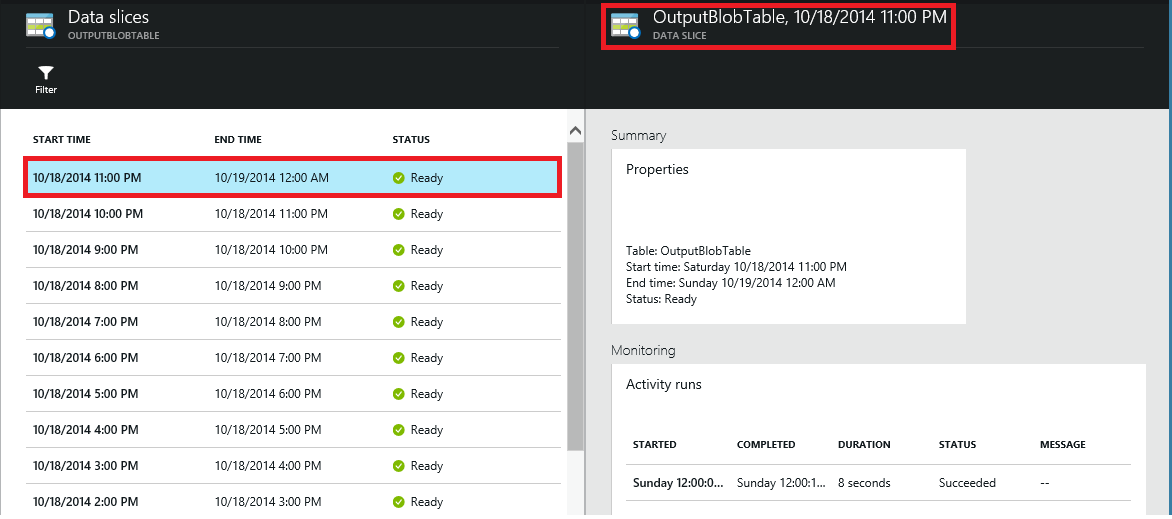 Data slices
OUTPUTBLOBTABLE
Filter
START TIME END TIME STATUS
10/18/2014 11:00 PM 10/19/2014 12:00 AM Ready
10/18/2014 10:00 PM 10/18/2014 11:00 PM Ready
10/18/2014 9:00 PM 10/18/2014 10:00 PM Ready
10/18/2014 8:00 PM 10/18/2014 9:00 PM Ready
10/18/2014 7:00 PM 10/18/2014 8:00 PM Ready
10/18/2014 6:00 PM 10/18/2014 7:00 PM Ready
10/18/2014 5:00 PM 10/18/2014 6:00 PM Ready
10/18/2014 4:00 PM 10/18/2014 5:00 PM Ready
10/18/2014 3:00 PM 10/18/2014 4:00 PM Ready
10/18/2014 2:00 PM 10/18/2014 3:00 PM Ready
OutputBlobTable, 10/18/2014 11:00 PM
DATA SLICE
Summary
Properties
Table: OutputBlobTable
Start time: Saturday 10/18/2014 11:00 PM
End time: Sunday 10/19/2014 12:00 AM
Status: Ready
Monitoring
Activity runs
STARTED COMPLETED DURATION STATUS MESSAGE
Sunday 12:00:0... Sunday 12:00:1... 8 seconds Succeeded --